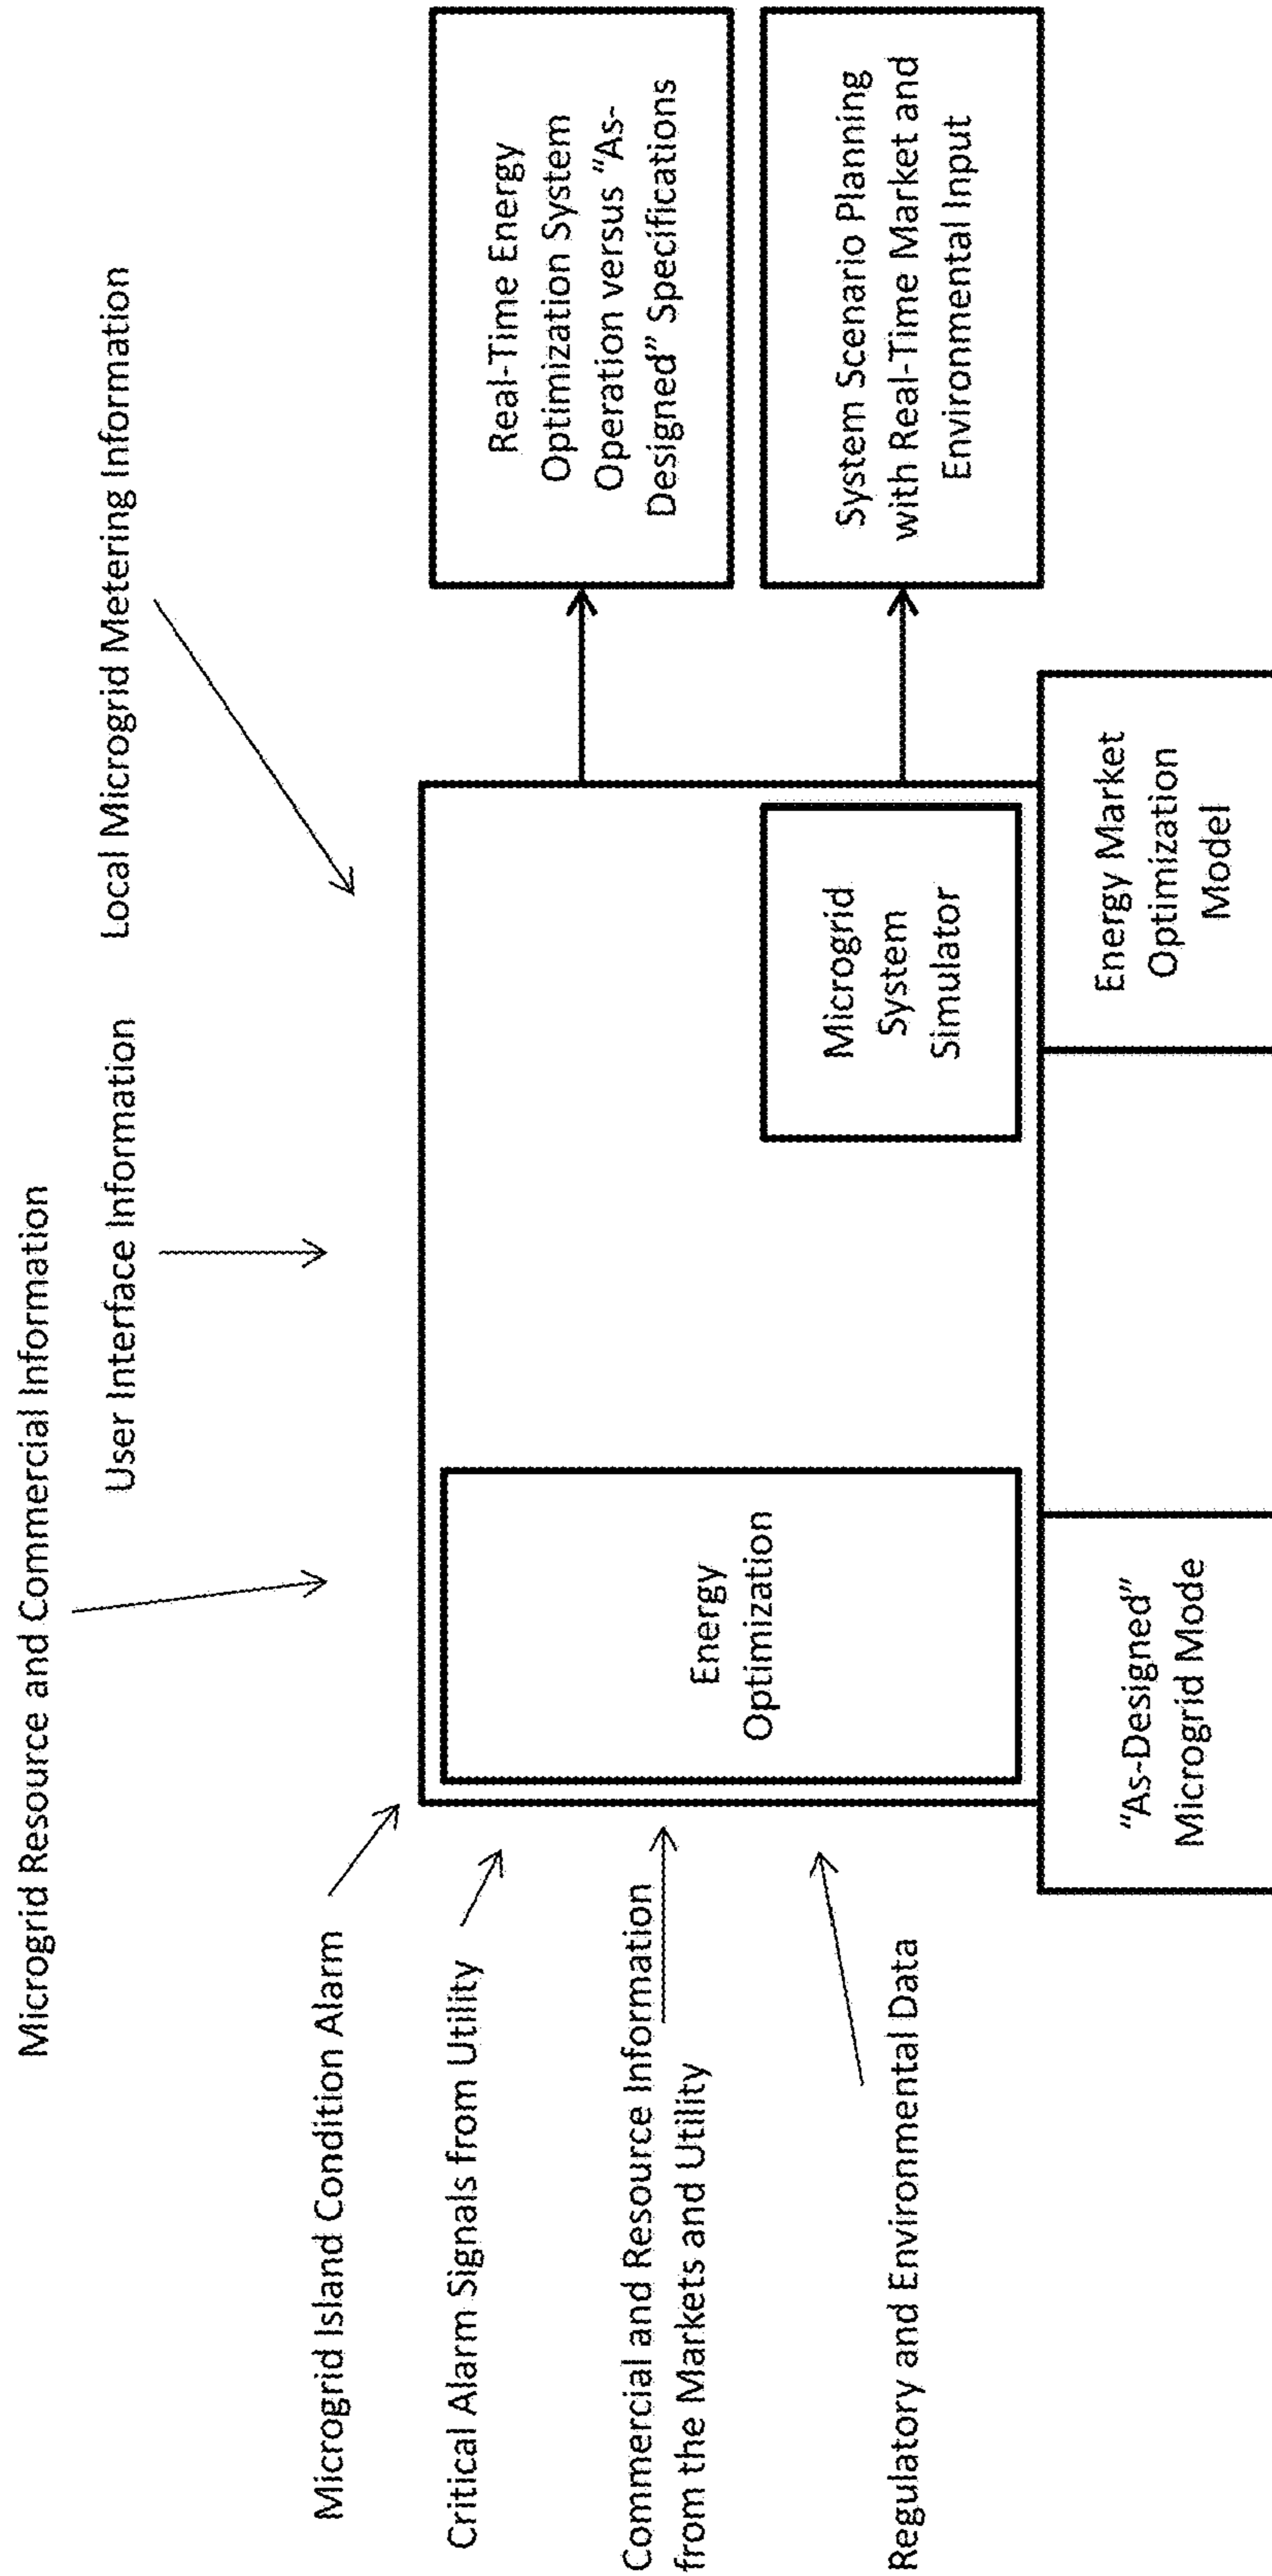 Microgrid Resource and Commercial Information
User Interface Information
Local Microgrid Metering Information
Microgrid Island Condition Alarm
Critical Alarm Signals from Utility
Commercial and Resource Information
from the Markets and Utility
Regulatory and Environmental Data
Energy
Optimization
Microgrid
System
Simulator
Real-Time Energy
Optimization System
Operation versus “As-
Designed” Specifications
System Scenario Planning
with Real-Time Market and
Environmental Input
“As-Designed”
Microgrid Mode
Energy Market
Optimization
Model